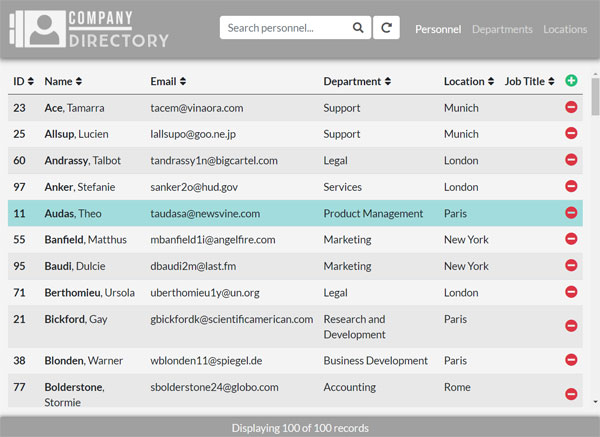 COMPANY
DIRECTORY
Search personnel...
Personnel Departments Locations
ID Name Email Department Location Job Title
23 Ace, Tamarra tacem@vinaora.com Support Munich
25 Allsup, Lucien lallsupo@goo.ne.jp Support Munich
60 Andrassy, Talbot tandrassy1n@bigcartel.com Legal London
97 Anker, Stefanie sanker2o@hud.gov Services London
11 Audas, Theo taudasa@newsvine.com Product Management Paris
55 Banfield, Matthus mbanfield1i@angelfire.com Marketing New York
95 Baudi, Dulcie dbaudi2m@last.fm Marketing New York
71 Berthomieu, Ursola uberthomieu1y@un.org Legal London
21 Bickford, Gay gbickfordk@scientificamerican.com Research and Paris
Development
38 Blonden, Warner wblonden11@spiegel.de Business Development Paris
77 Bolderstone, sbolderstone24@globo.com Accounting Rome
Stormie
Displaying 100 of 100 records